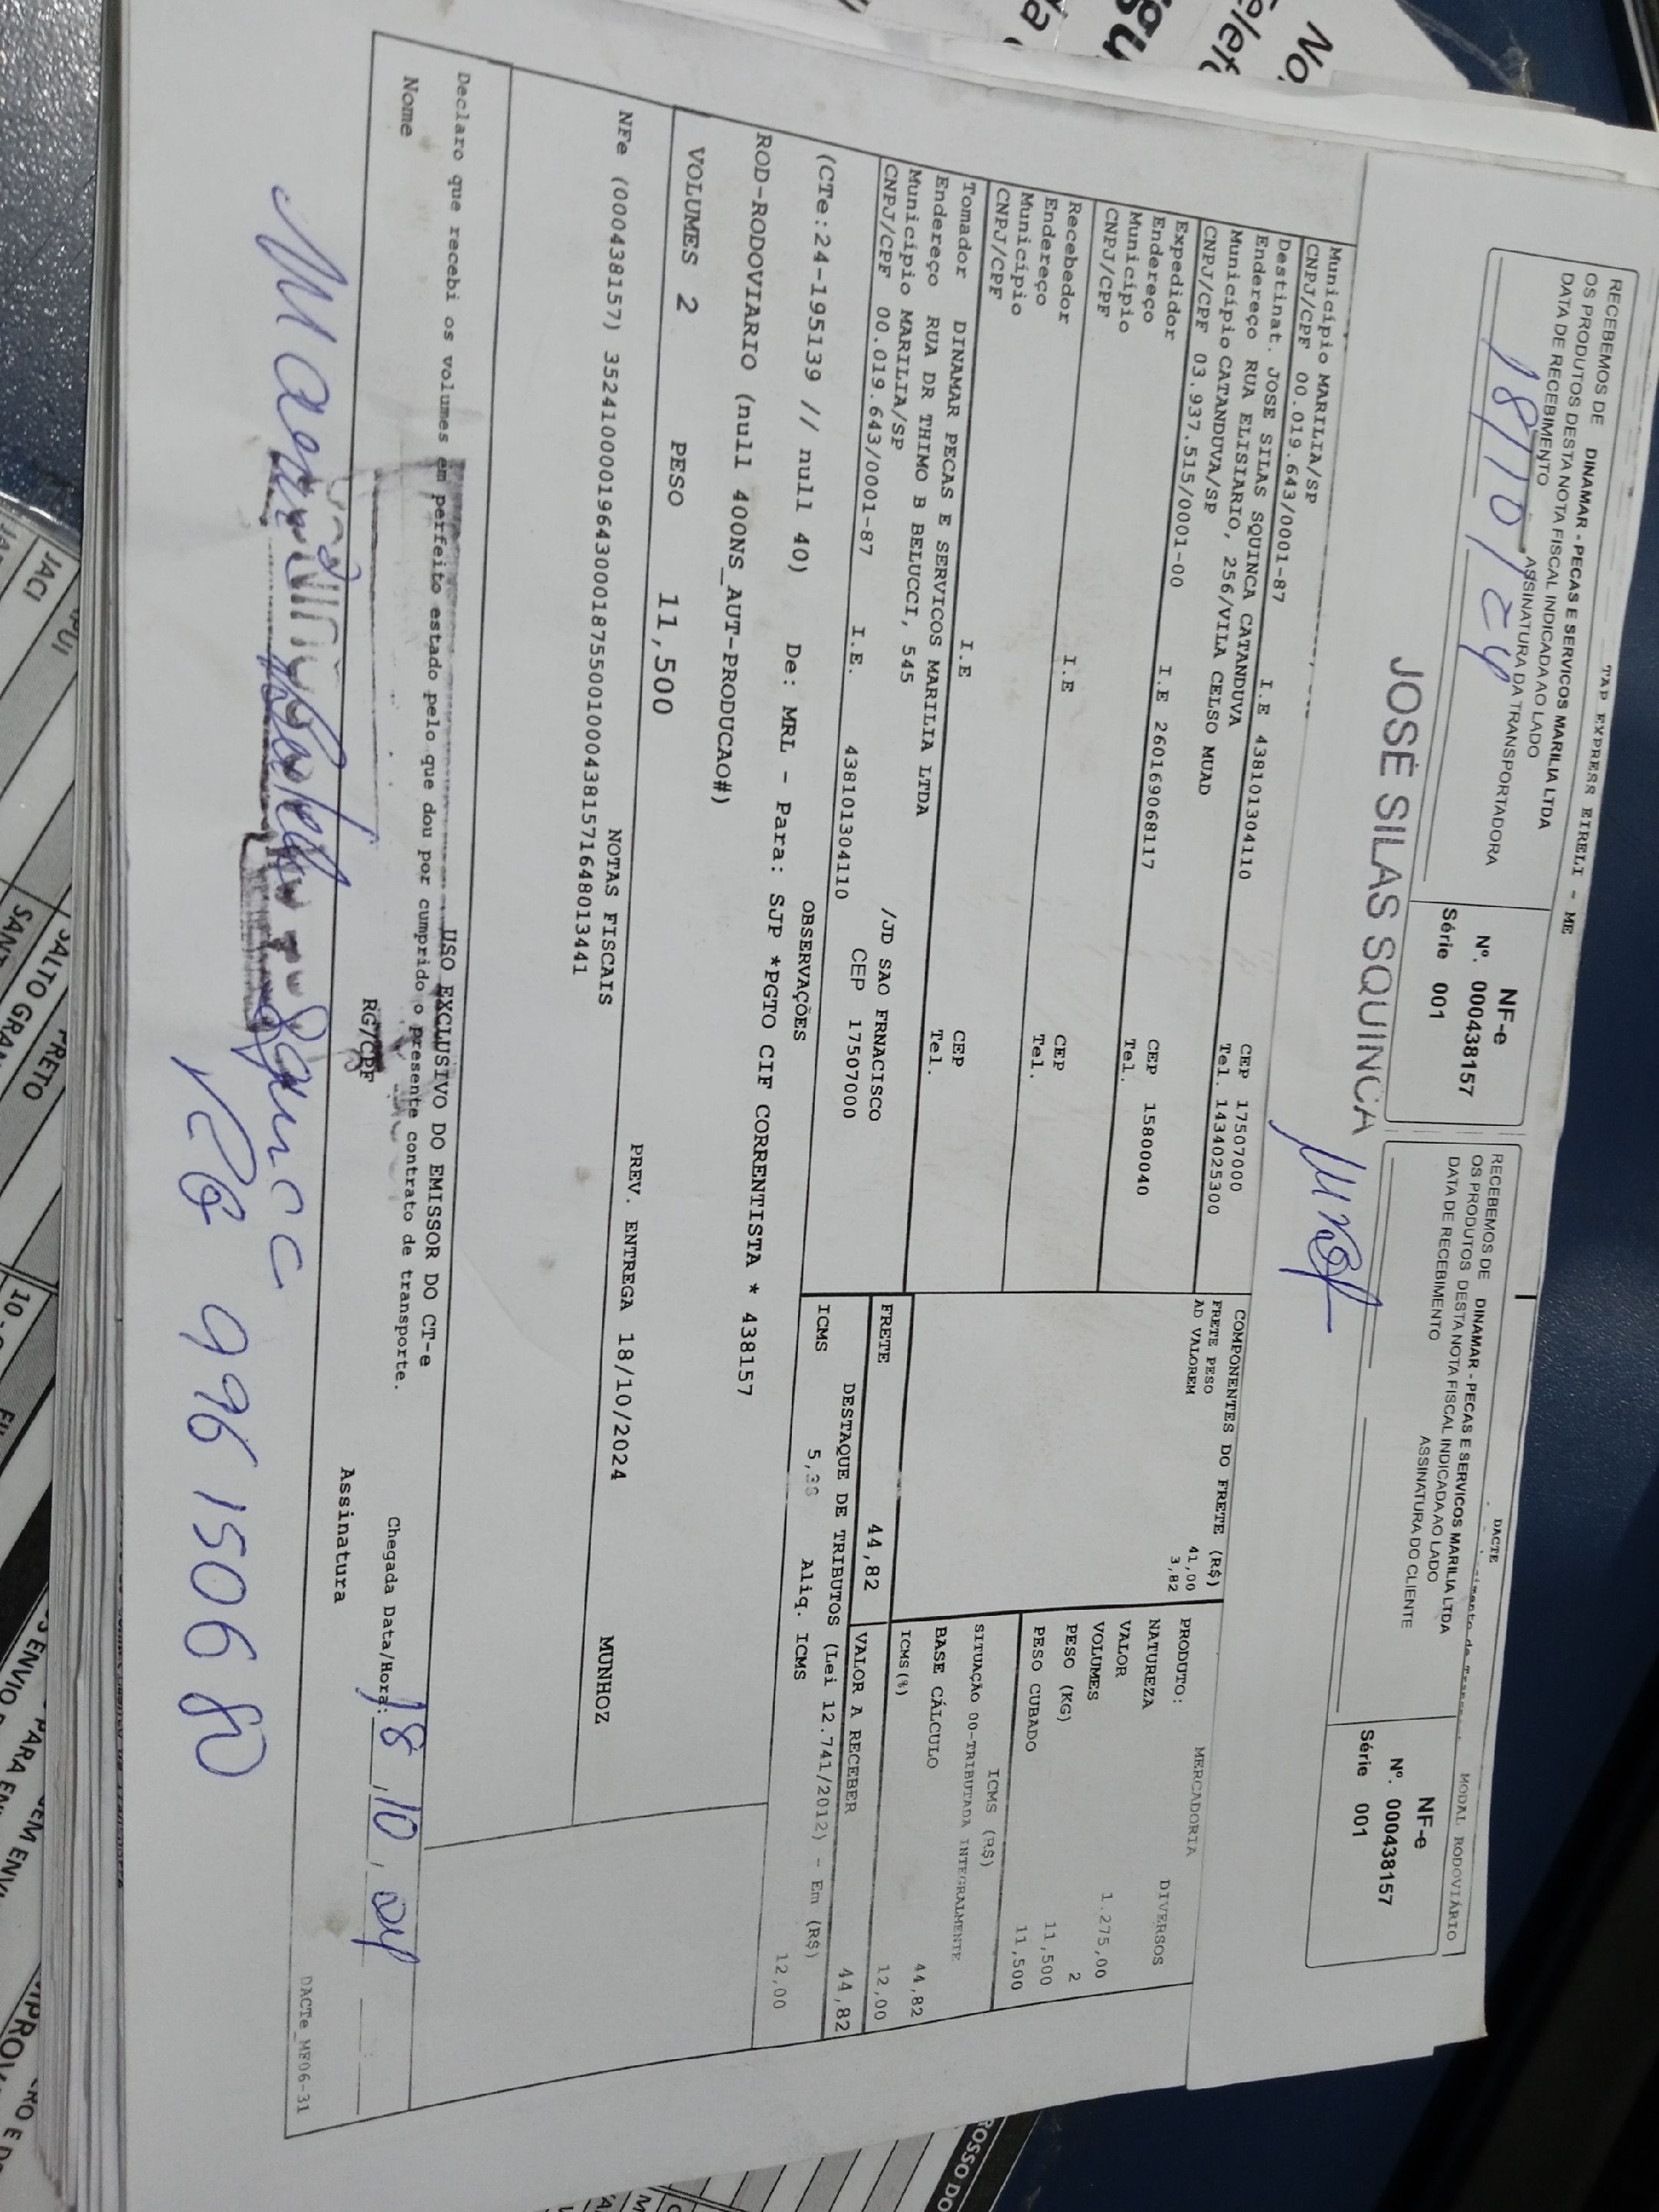 TAP EXPRESS EIRELI - ME
RECEBEMOS DE DINAMAR - PECAS E SERVICOS MARILIA LTDA
OS PRODUTOS DESTA NOTA FISCAL INDICADA AO LADO
DATA DE RECEBIMENTO
ASSINATURA DA TRANSPORTADORA
18/10/24
NF-e
Nº. 000438157
Série 001
DACTE
MODAL RODOVIÁRIO
RECEBEMOS DE DINAMAR - PECAS E SERVICOS MARILIA LTDA
OS PRODUTOS DESTA NOTA FISCAL INDICADA AO LADO
DATA DE RECEBIMENTO
ASSINATURA DO CLIENTE
NF-e
Nº. 000438157
Série 001
JOSÉ SILAS SQUINCA
Município MARILIA/SP
CNPJ/CPF 00.019.643/0001-87 I.E 438101304110 CEP 17507000
Tel. 1434025300
Destinat. JOSE SILAS SQUINCA CATANDUVA
Endereço RUA ELISIARIO, 256/VILA CELSO MUAD
Município CATANDUVA/SP CEP 15800040
CNPJ/CPF 03.937.515/0001-00 I.E 260169068117 Tel.
Expedidor
Endereço
Município CEP
CNPJ/CPF I.E Tel.
Recebedor
Endereço
Município CEP
CNPJ/CPF I.E Tel.
Tomador DINAMAR PECAS E SERVICOS MARILIA LTDA
Endereço RUA DR THIMO B BELUCCI, 545 /JD SAO FRNACISCO
Município MARILIA/SP CEP 17507000
CNPJ/CPF 00.019.643/0001-87 I.E. 438101304110
COMPONENTES DO FRETE (R$)
FRETE PESO 41,00
AD VALOREM 3,82
MERCADORIA
PRODUTO: DIVERSOS
NATUREZA
VALOR 1.275,00
VOLUMES 2
PESO (KG) 11,500
PESO CUBADO 11,500
ICMS (R$)
SITUAÇÃO 00-TRIBUTADA INTEGRALMENTE
BASE CÁLCULO 44,82
ICMS(%) 12,00
FRETE 44,82
VALOR A RECEBER 44,82
DESTAQUE DE TRIBUTOS (Lei 12.741/2012) - Em (R$)
ICMS 5,38 Aliq. ICMS 12,00
OBSERVAÇÕES
(CTe:24-195139 // null 40) De: MRL - Para: SJP *PGTO CIF CORRENTISTA * 438157
ROD-RODOVIARIO (null 400NS_AUT-PRODUCAO#)
VOLUMES 2 PESO 11,500 PREV. ENTREGA 18/10/2024 MUNHOZ
NOTAS FISCAIS
NFe (000438157) 35241000019643000187550010004381571648013441
USO EXCLUSIVO DO EMISSOR DO CT-e
Declaro que recebi os volumes em perfeito estado pelo que dou por cumprido o presente contrato de transporte.
Chegada Data/Hora: 18/10/24
Nome RG/CPF Assinatura
RG 99615068
DACTe_MF06-31
JACI
SALTO GRA
PRETO